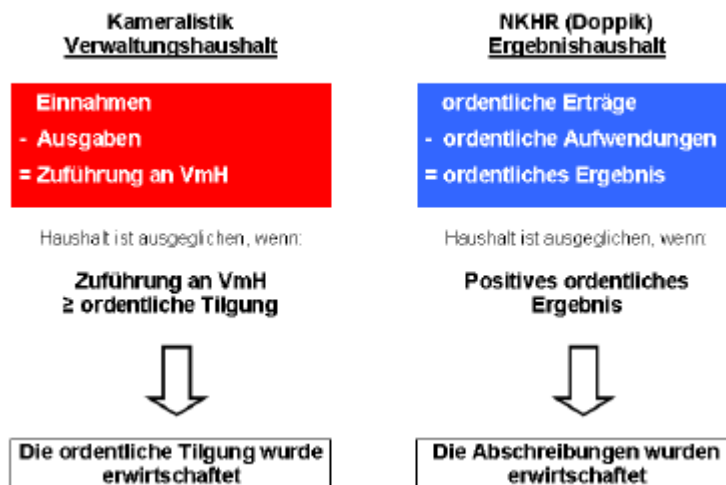 Kameralistik
Verwaltungshaushalt
Einnahmen
- Ausgaben
= Zuführung an VmH
Haushalt ist ausgeglichen, wenn:
Zuführung an VmH
≥ ordentliche Tilgung
Die ordentliche Tilgung wurde
erwirtschaftet
NKHR (Doppik)
Ergebnishaushalt
ordentliche Erträge
- ordentliche Aufwendungen
= ordentliches Ergebnis
Haushalt ist ausgeglichen, wenn:
Positives ordentliches
Ergebnis
Die Abschreibungen wurden
erwirtschaftet